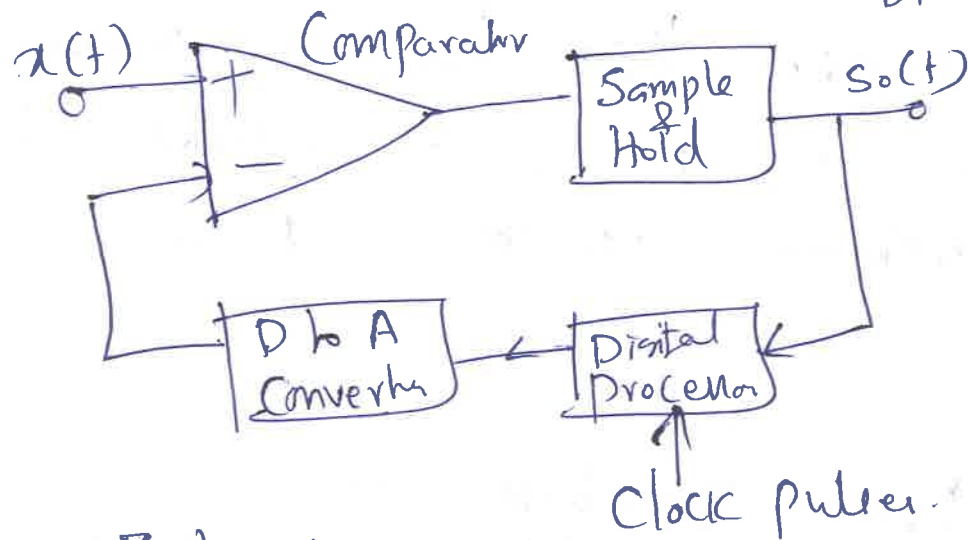 x(t)
+
Comparator
−
Sample
&
Hold
So(t)
D to A
Converter
Digital
Processor
Clock pulses.